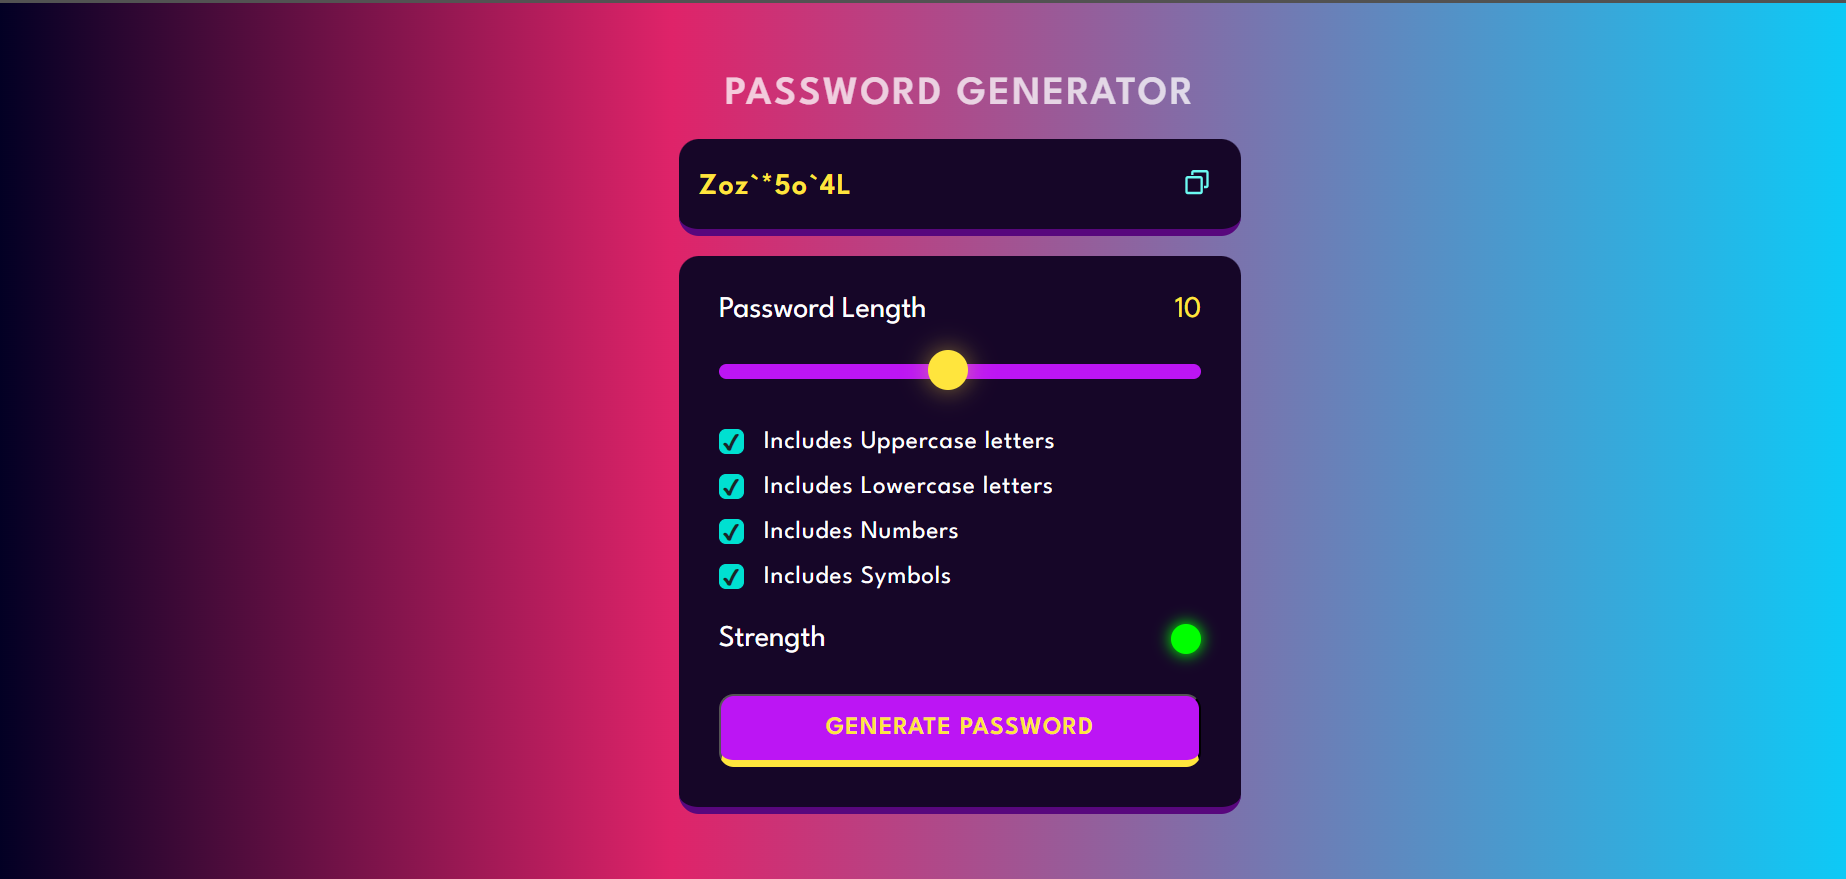 PASSWORD GENERATOR
Zoz`*5o`4L
Password Length
10
Includes Uppercase letters
Includes Lowercase letters
Includes Numbers
Includes Symbols
Strength
GENERATE PASSWORD